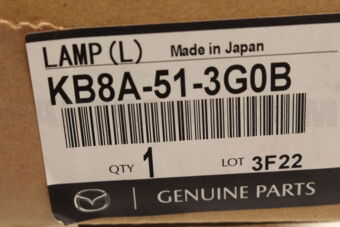 LAMP (L) Made in Japan
KB8A-51-3G0B
QTY 1 LOT 3F22
GENUINE PARTS